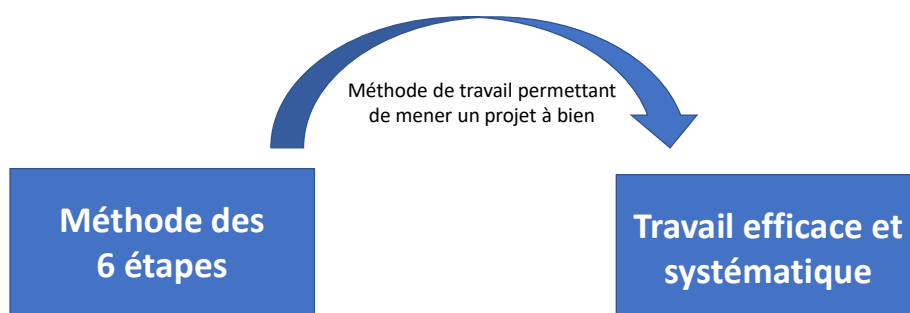 Méthode de travail permettant
de mener un projet à bien
Méthode des
6 étapes
Travail efficace et
systématique